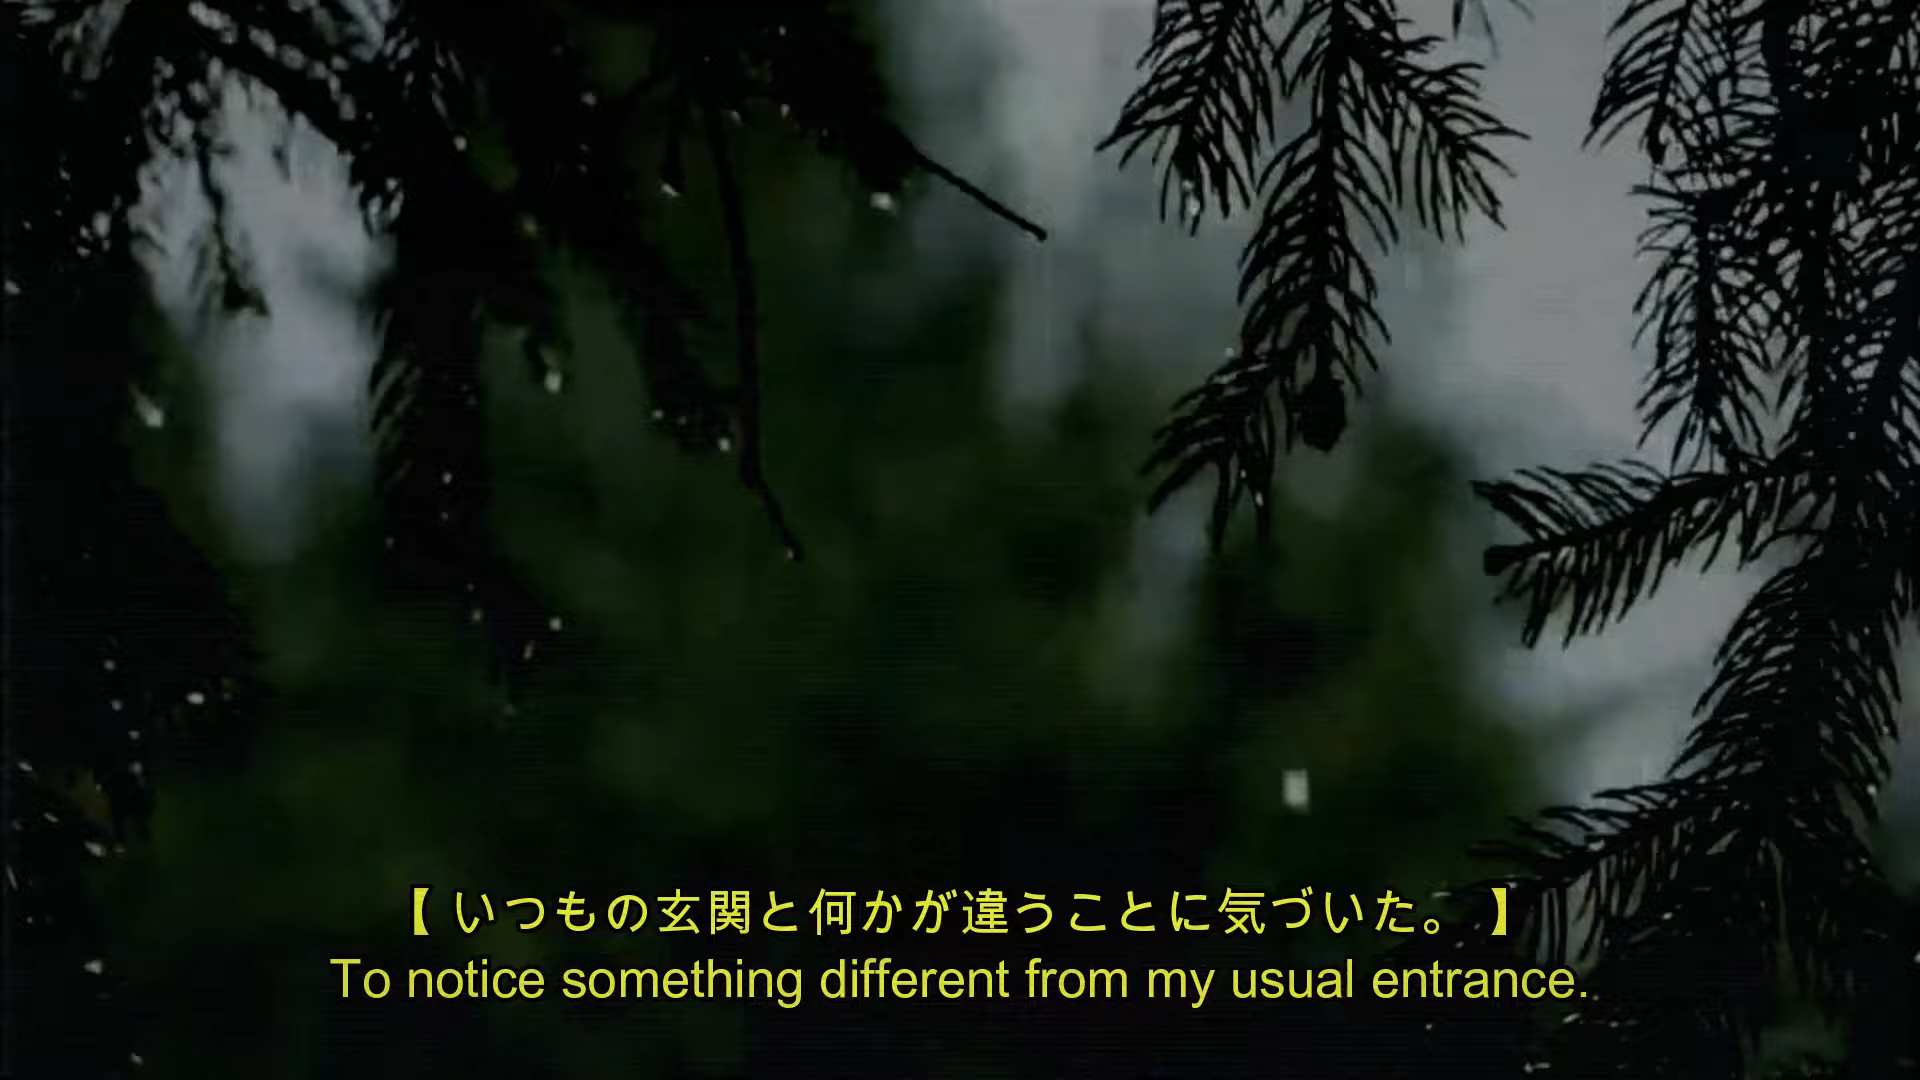 【 いつもの玄関と何かが違うことに気づいた。 】
To notice something different from my usual entrance.